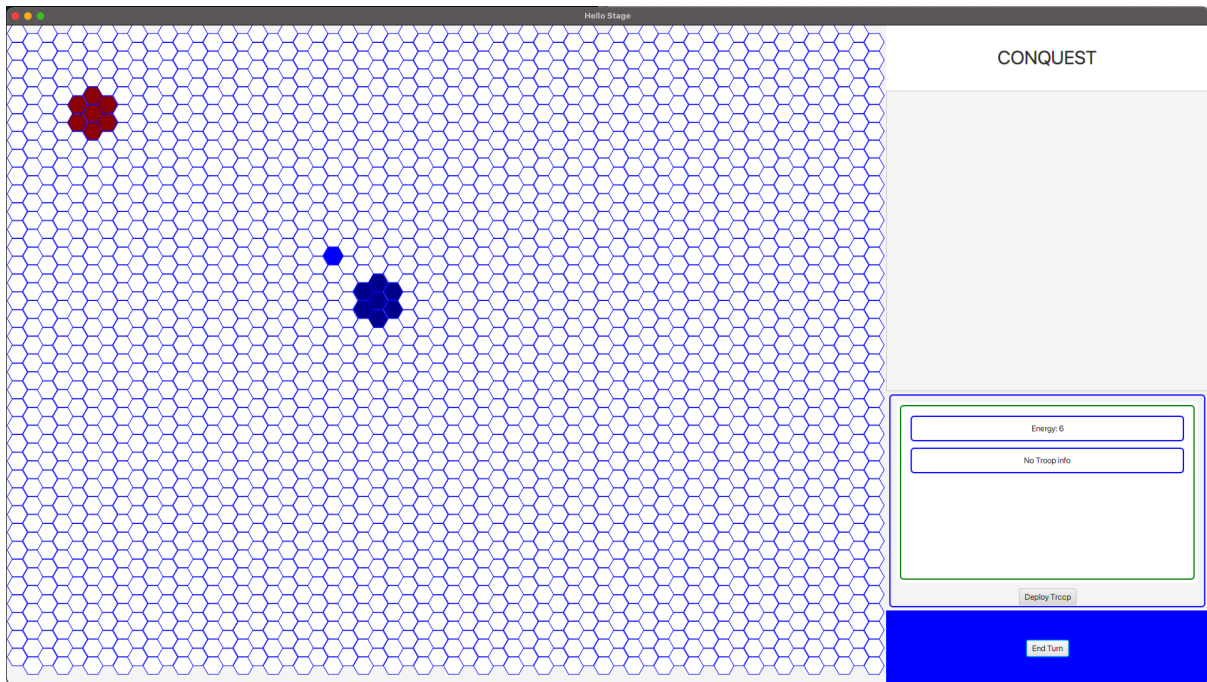 Hello Stage
CONQUEST
Energy: 6
No Troop info
Deploy Troop
End Turn